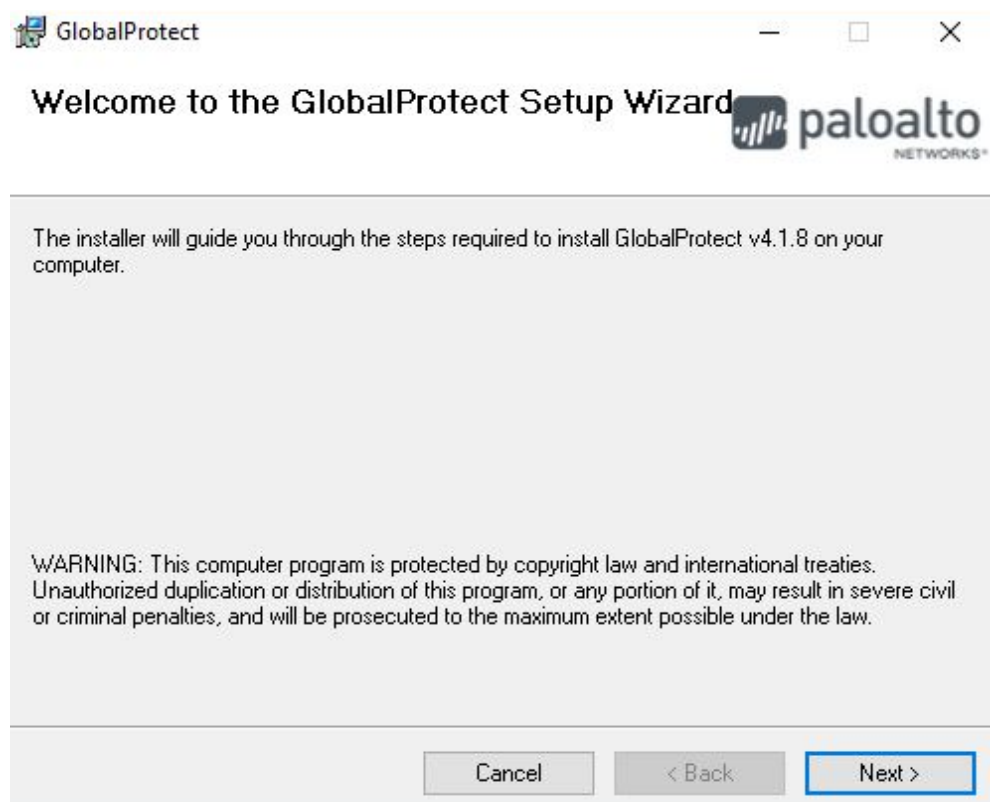 GlobalProtect
Welcome to the GlobalProtect Setup Wizard
paloalto
NETWORKS®
The installer will guide you through the steps required to install GlobalProtect v4.1.8 on your
computer.
WARNING: This computer program is protected by copyright law and international treaties.
Unauthorized duplication or distribution of this program, or any portion of it, may result in severe civil
or criminal penalties, and will be prosecuted to the maximum extent possible under the law.
Cancel
< Back
Next >